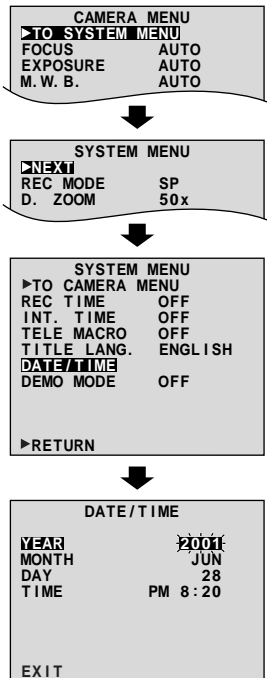 CAMERA MENU
▶TO SYSTEM MENU
FOCUS AUTO
EXPOSURE AUTO
M. W. B. AUTO
SYSTEM MENU
▶NEXT
REC MODE SP
D. ZOOM 50x
SYSTEM MENU
▶TO CAMERA MENU
REC TIME OFF
INT. TIME OFF
TELE MACRO OFF
TITLE LANG. ENGLISH
DATE/TIME
DEMO MODE OFF
▶RETURN
DATE/TIME
YEAR 2001
MONTH JUN
DAY 28
TIME PM 8:20
EXIT